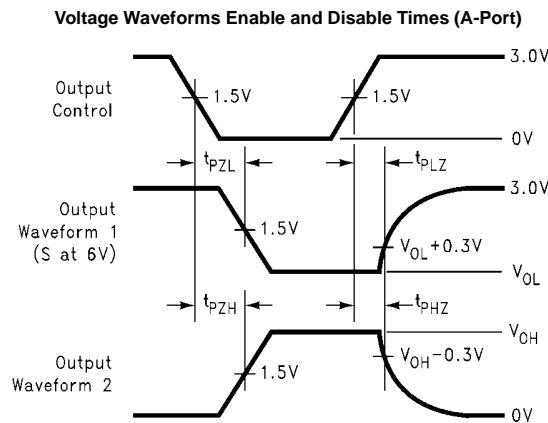 Voltage Waveforms Enable and Disable Times (A-Port)
Output
Control
1.5V
1.5V
3.0V
0V
tPZL
tPLZ
Output
Waveform 1
(S at 6V)
1.5V
3.0V
VOL+0.3V
VOL
tPZH
tPHZ
Output
Waveform 2
1.5V
VOH
VOH−0.3V
0V